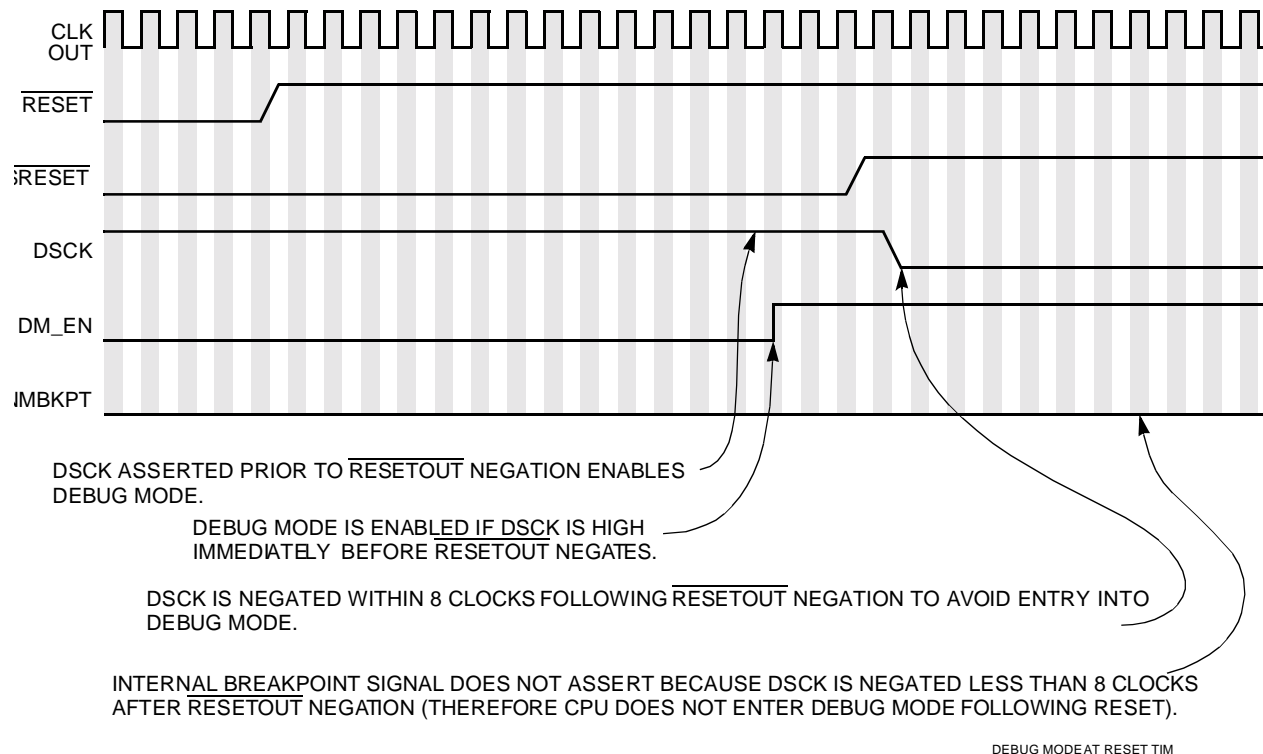 CLK
OUT
RESET
SRESET
DSCK
DM_EN
NMBKPT
DSCK ASSERTED PRIOR TO RESETOUT NEGATION ENABLES
DEBUG MODE.
DEBUG MODE IS ENABLED IF DSCK IS HIGH
IMMEDIATELY BEFORE RESETOUT NEGATES.
DSCK IS NEGATED WITHIN 8 CLOCKS FOLLOWING RESETOUT NEGATION TO AVOID ENTRY INTO
DEBUG MODE.
INTERNAL BREAKPOINT SIGNAL DOES NOT ASSERT BECAUSE DSCK IS NEGATED LESS THAN 8 CLOCKS
AFTER RESETOUT NEGATION (THEREFORE CPU DOES NOT ENTER DEBUG MODE FOLLOWING RESET).
DEBUG MODE AT RESET TIM